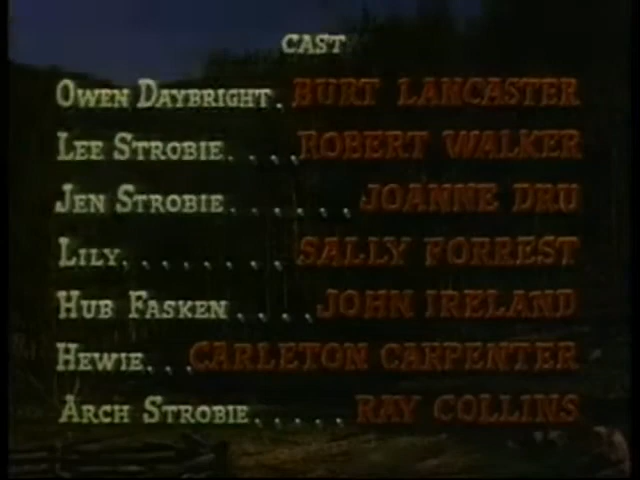 CAST
OWEN DAYBRIGHT. BURT LANCASTER
LEE STROBIE. . . . ROBERT WALKER
JEN STROBIE . . . . . . JOANNE DRU
LILY. . . . . . . . SALLY FORREST
HUB FASKEN . . . . JOHN IRELAND
HEWIE. . . CARLETON CARPENTER
ARCH STROBIE. . . . . RAY COLLINS